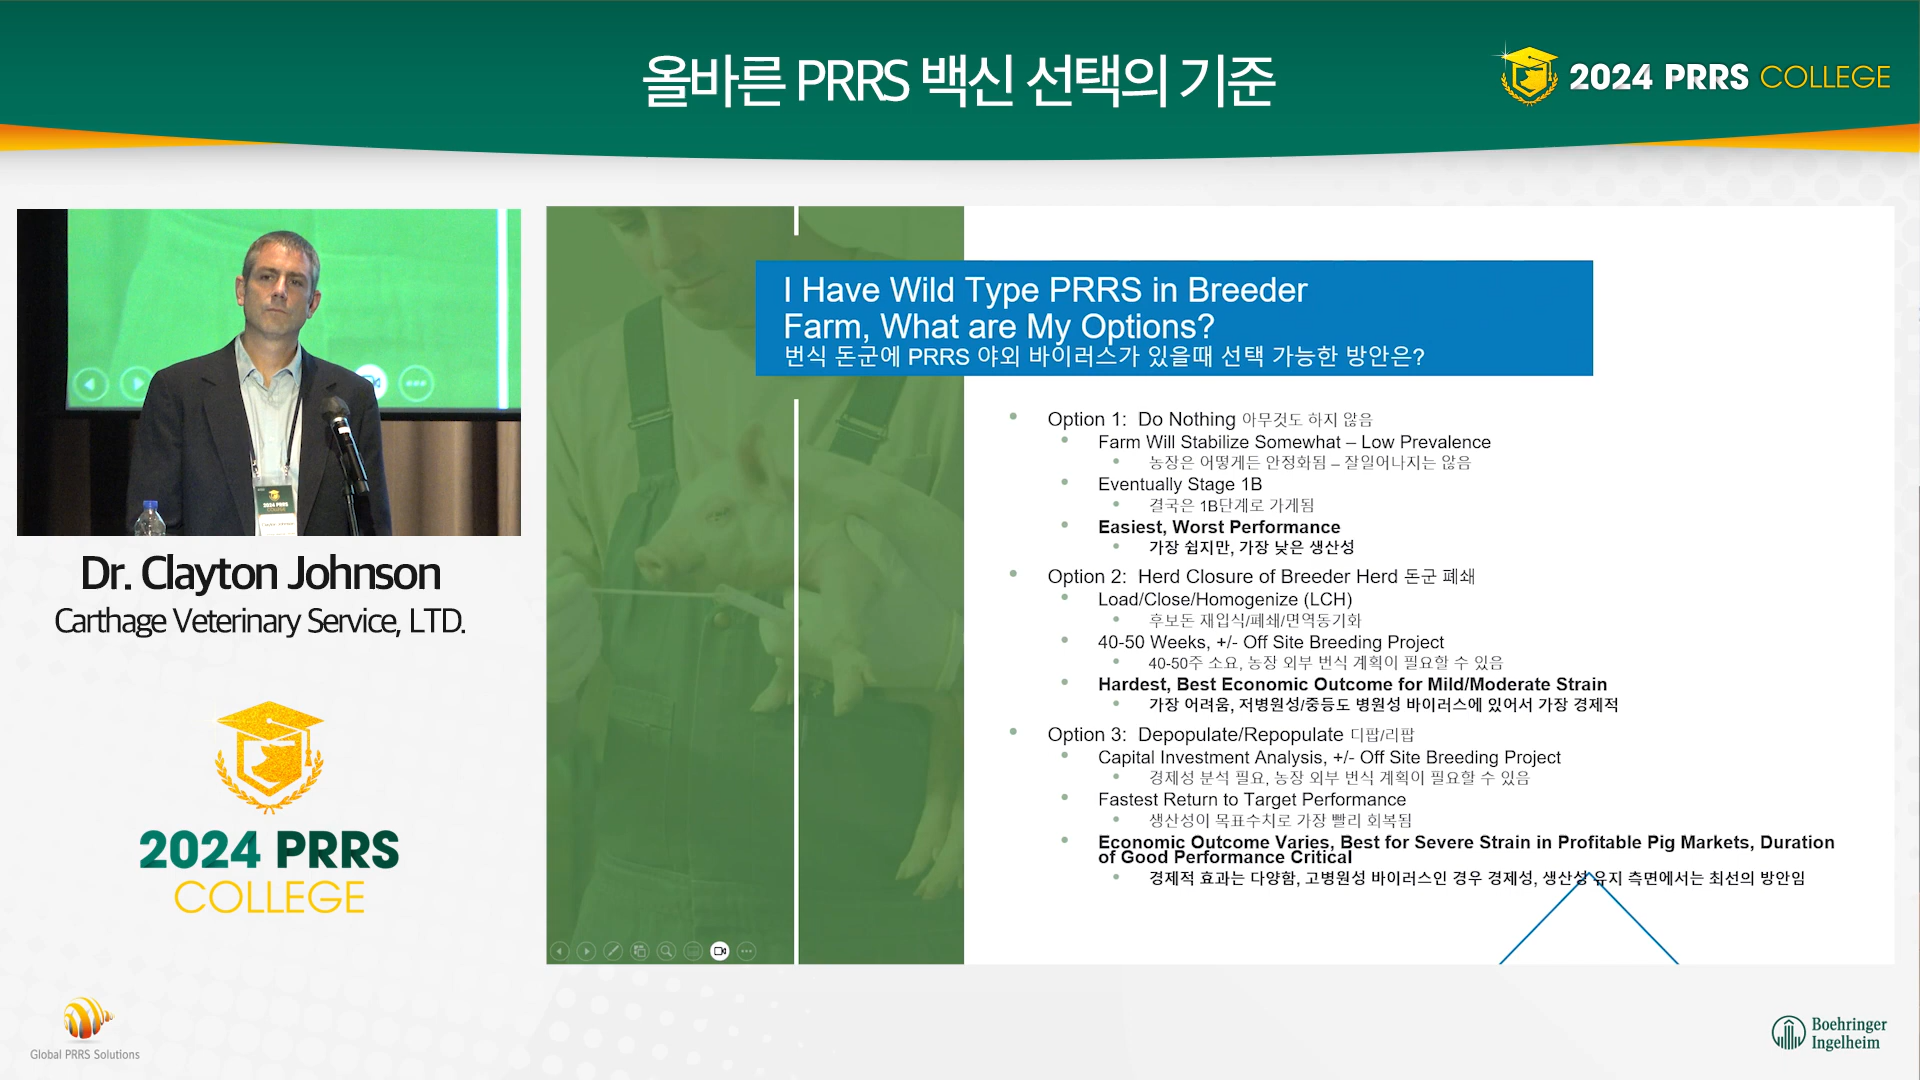 올바른 PRRS 백신 선택의 기준
2024 PRRS COLLEGE
I Have Wild Type PRRS in Breeder
Farm, What are My Options?
번식 돈군에 PRRS 야외 바이러스가 있을때 선택 가능한 방안은?
Option 1: Do Nothing 아무것도 하지 않음
Farm Will Stabilize Somewhat – Low Prevalence
농장은 어떻게든 안정화됨 – 잘일어나지는 않음
Eventually Stage 1B
결국은 1B단계로 가게됨
Easiest, Worst Performance
가장 쉽지만, 가장 낮은 생산성
Option 2: Herd Closure of Breeder Herd 돈군 폐쇄
Load/Close/Homogenize (LCH)
후보돈 재입식/폐쇄/면역동기화
40-50 Weeks, +/- Off Site Breeding Project
40-50주 소요, 농장 외부 번식 계획이 필요할 수 있음
Hardest, Best Economic Outcome for Mild/Moderate Strain
가장 어려움, 저병원성/중등도 병원성 바이러스에 있어서 가장 경제적
Option 3: Depopulate/Repopulate 디팝/리팝
Capital Investment Analysis, +/- Off Site Breeding Project
경제성 분석 필요, 농장 외부 번식 계획이 필요할 수 있음
Fastest Return to Target Performance
생산성이 목표수치로 가장 빨리 회복됨
Economic Outcome Varies, Best for Severe Strain in Profitable Pig Markets, Duration
of Good Performance Critical
경제적 효과는 다양함, 고병원성 바이러스인 경우 경제성, 생산성 유지 측면에서는 최선의 방안임
2024 PRRS
COLLEGE
Dr. Clayton Johnson
Carthage Veterinary Service, LTD.
2024 PRRS
COLLEGE
Global PRRS Solutions
Boehringer
Ingelheim